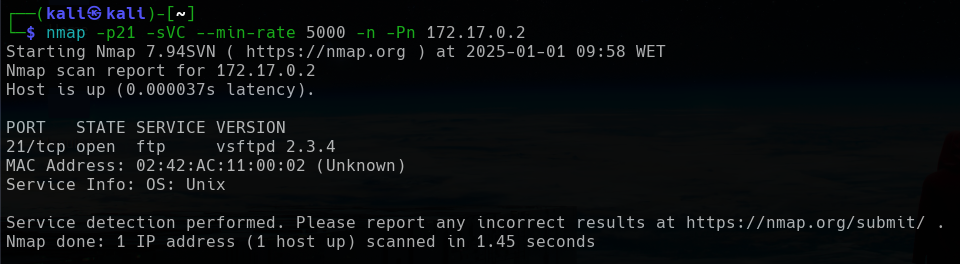 ┌──(kali㉿kali)-[~]
└─$ nmap -p21 -sVC --min-rate 5000 -n -Pn 172.17.0.2
Starting Nmap 7.94SVN ( https://nmap.org ) at 2025-01-01 09:58 WET
Nmap scan report for 172.17.0.2
Host is up (0.000037s latency).

PORT   STATE SERVICE VERSION
21/tcp open  ftp     vsftpd 2.3.4
MAC Address: 02:42:AC:11:00:02 (Unknown)
Service Info: OS: Unix

Service detection performed. Please report any incorrect results at https://nmap.org/submit/ .
Nmap done: 1 IP address (1 host up) scanned in 1.45 seconds